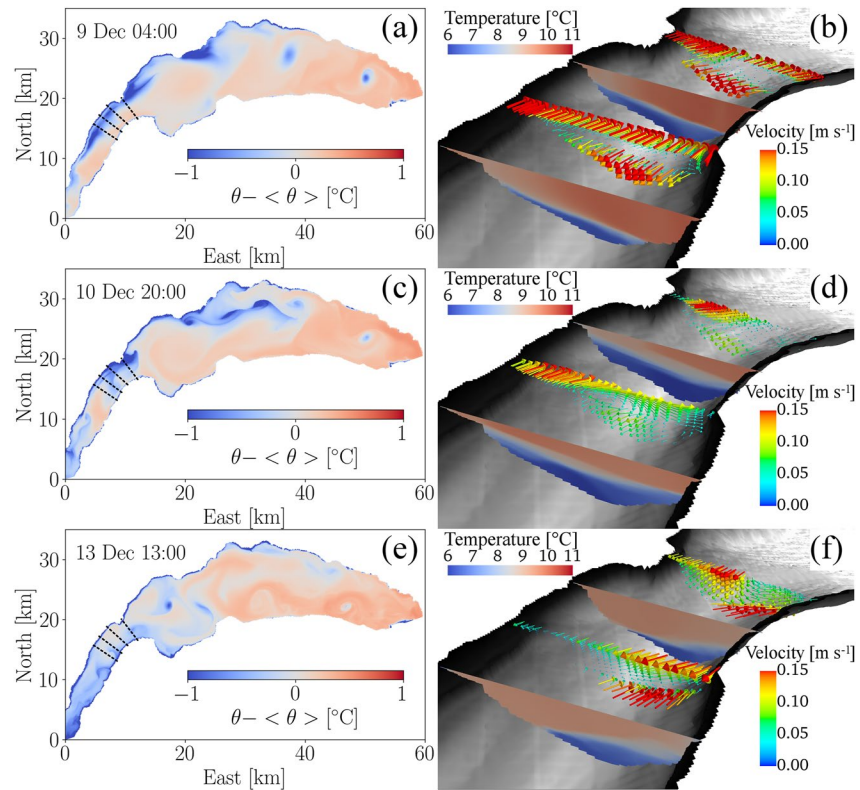 9 Dec 04:00
(a)
North [km]
30
20
10
0
−1 0 1
θ− < θ > [°C]
0 20 40 60
East [km]
Temperature [°C]
6 7 8 9 10 11
(b)
Velocity [m s-1]
0.15
0.10
0.05
0.00
10 Dec 20:00
(c)
North [km]
30
20
10
0
−1 0 1
θ− < θ > [°C]
0 20 40 60
East [km]
Temperature [°C]
6 7 8 9 10 11
(d)
Velocity [m s-1]
0.15
0.10
0.05
0.00
13 Dec 13:00
(e)
North [km]
30
20
10
0
−1 0 1
θ− < θ > [°C]
0 20 40 60
East [km]
Temperature [°C]
6 7 8 9 10 11
(f)
Velocity [m s-1]
0.15
0.10
0.05
0.00